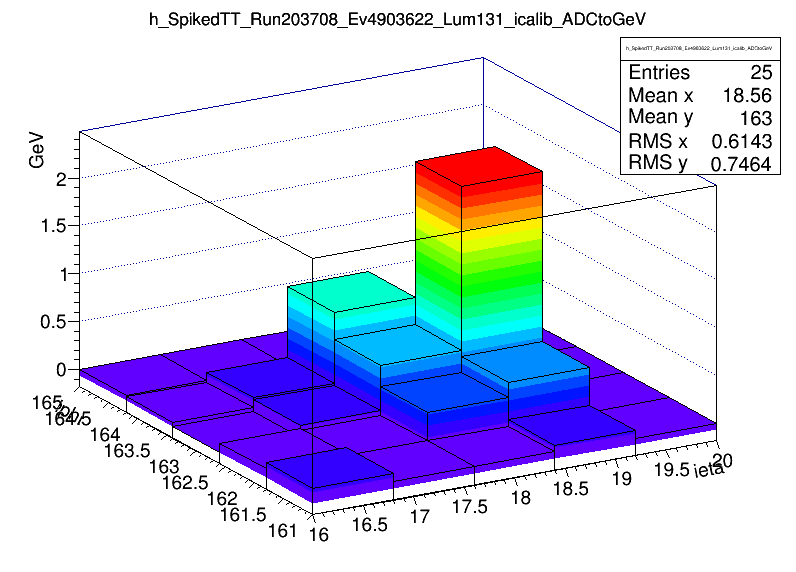 h_SpikedTT_Run203708_Ev4903622_Lum131_icalib_ADCtoGeV
h_SpikedTT_Run203708_Ev4903622_Lum131_icalib_ADCtoGeV
Entries 25
Mean x 18.56
Mean y 163
RMS x 0.6143
RMS y 0.7464
GeV
2
1.5
1
0.5
0
165
164.5
164
163.5
163
162.5
162
161.5
161
16
16.5
17
17.5
18
18.5
19
19.5
20
ieta